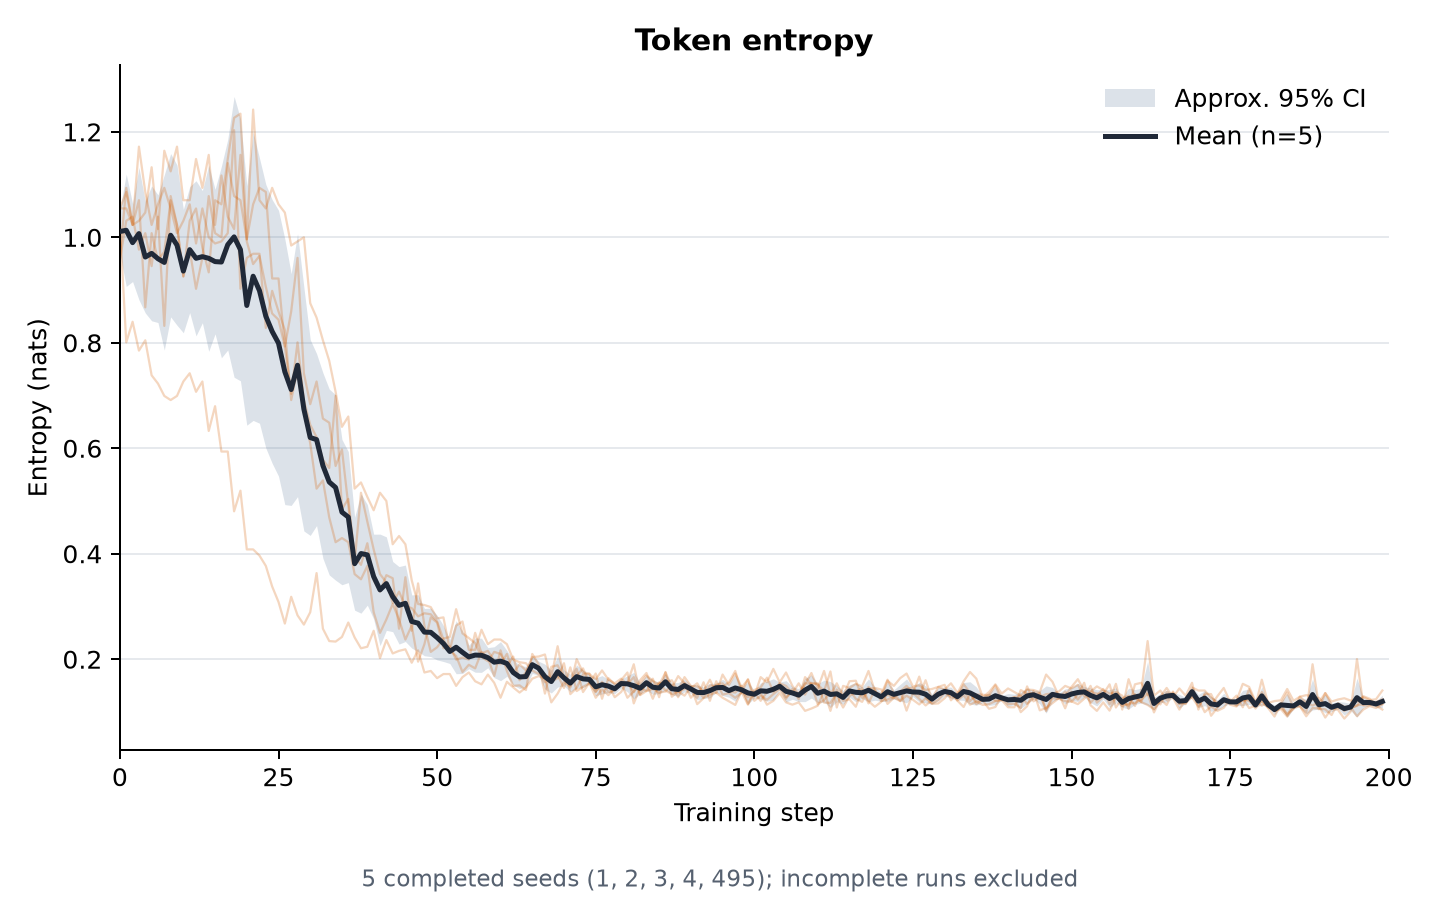 Token entropy
Approx. 95% CI
Mean (n=5)
Entropy (nats)
1.2
1.0
0.8
0.6
0.4
0.2
0 25 50 75 100 125 150 175 200
Training step
5 completed seeds (1, 2, 3, 4, 495); incomplete runs excluded